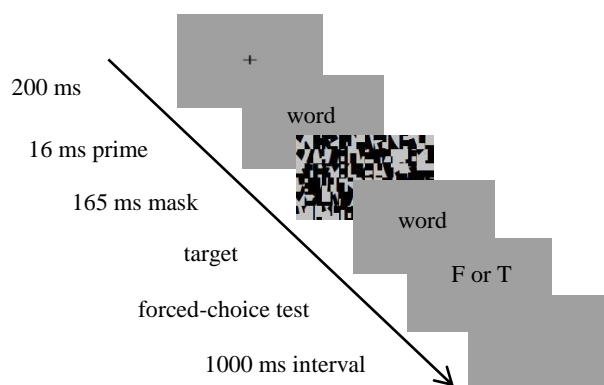 +
200 ms
word
16 ms prime
165 ms mask
word
target
F or T
forced-choice test
1000 ms interval